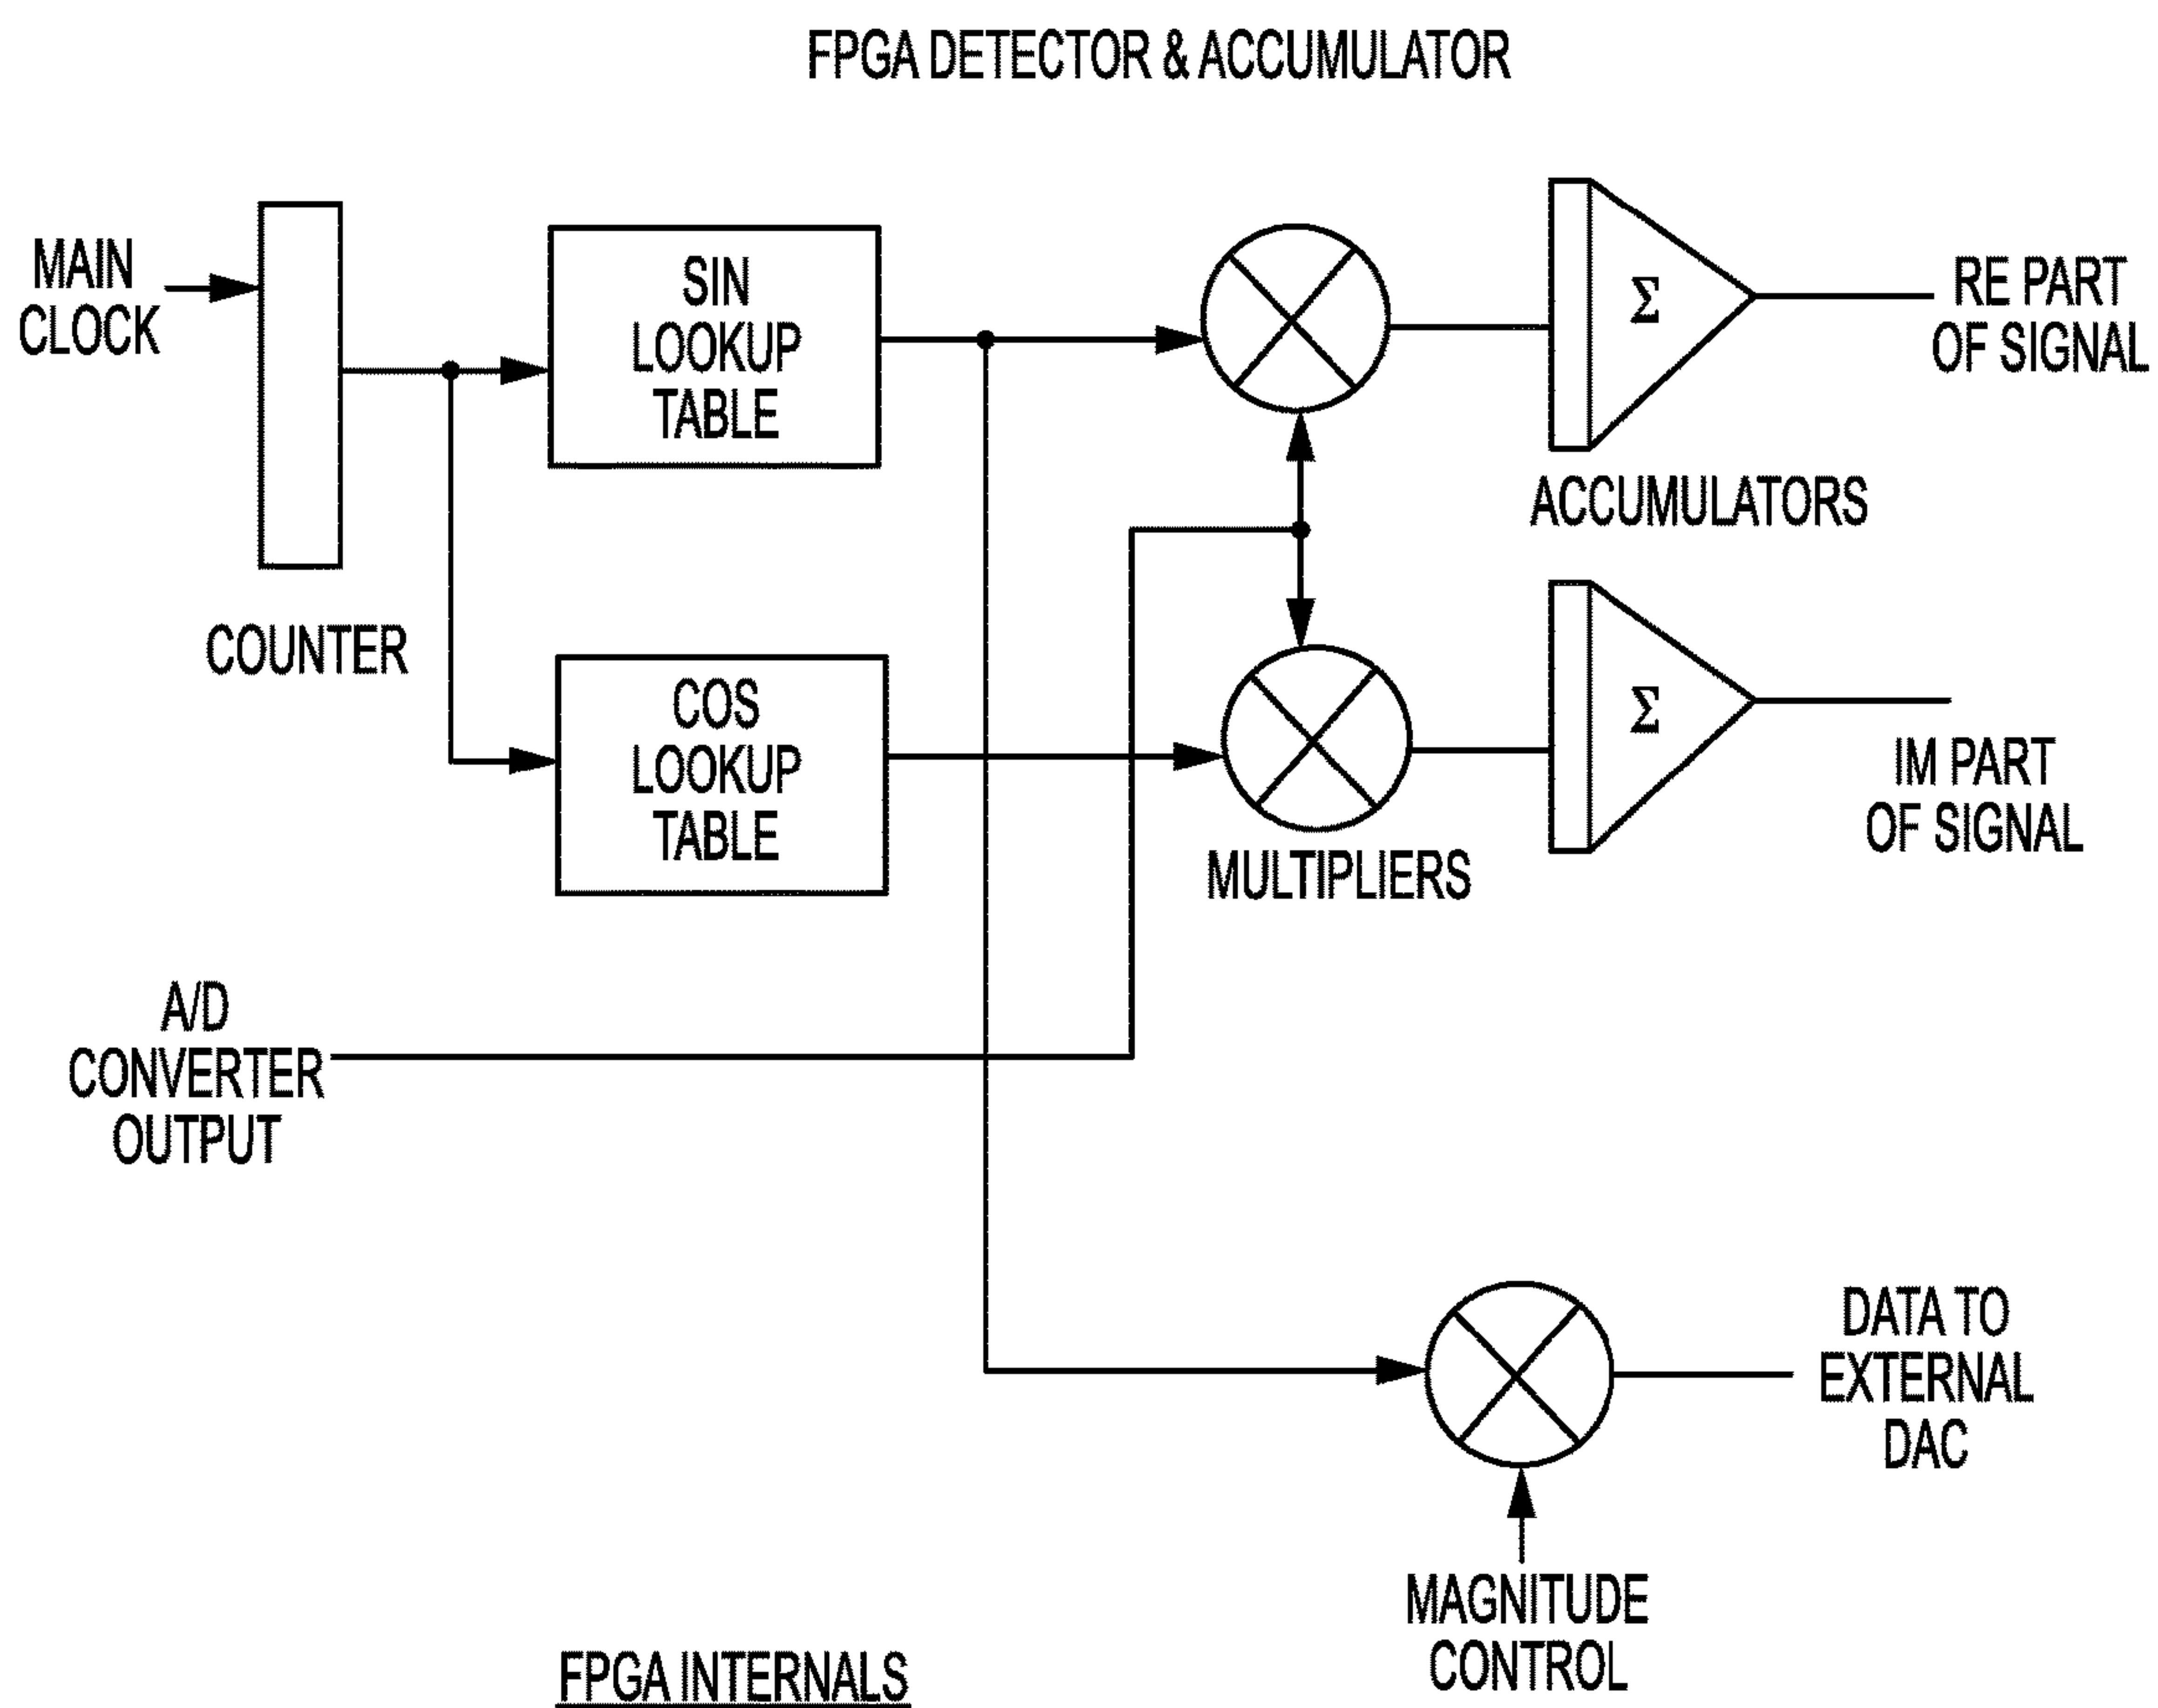 FPGA DETECTOR & ACCUMULATOR
MAIN
CLOCK
COUNTER
SIN
LOOKUP
TABLE
COS
LOOKUP
TABLE
MULTIPLIERS
Σ
ACCUMULATORS
Σ
RE PART
OF SIGNAL
IM PART
OF SIGNAL
A/D
CONVERTER
OUTPUT
DATA TO
EXTERNAL
DAC
MAGNITUDE
CONTROL
FPGA INTERNALS